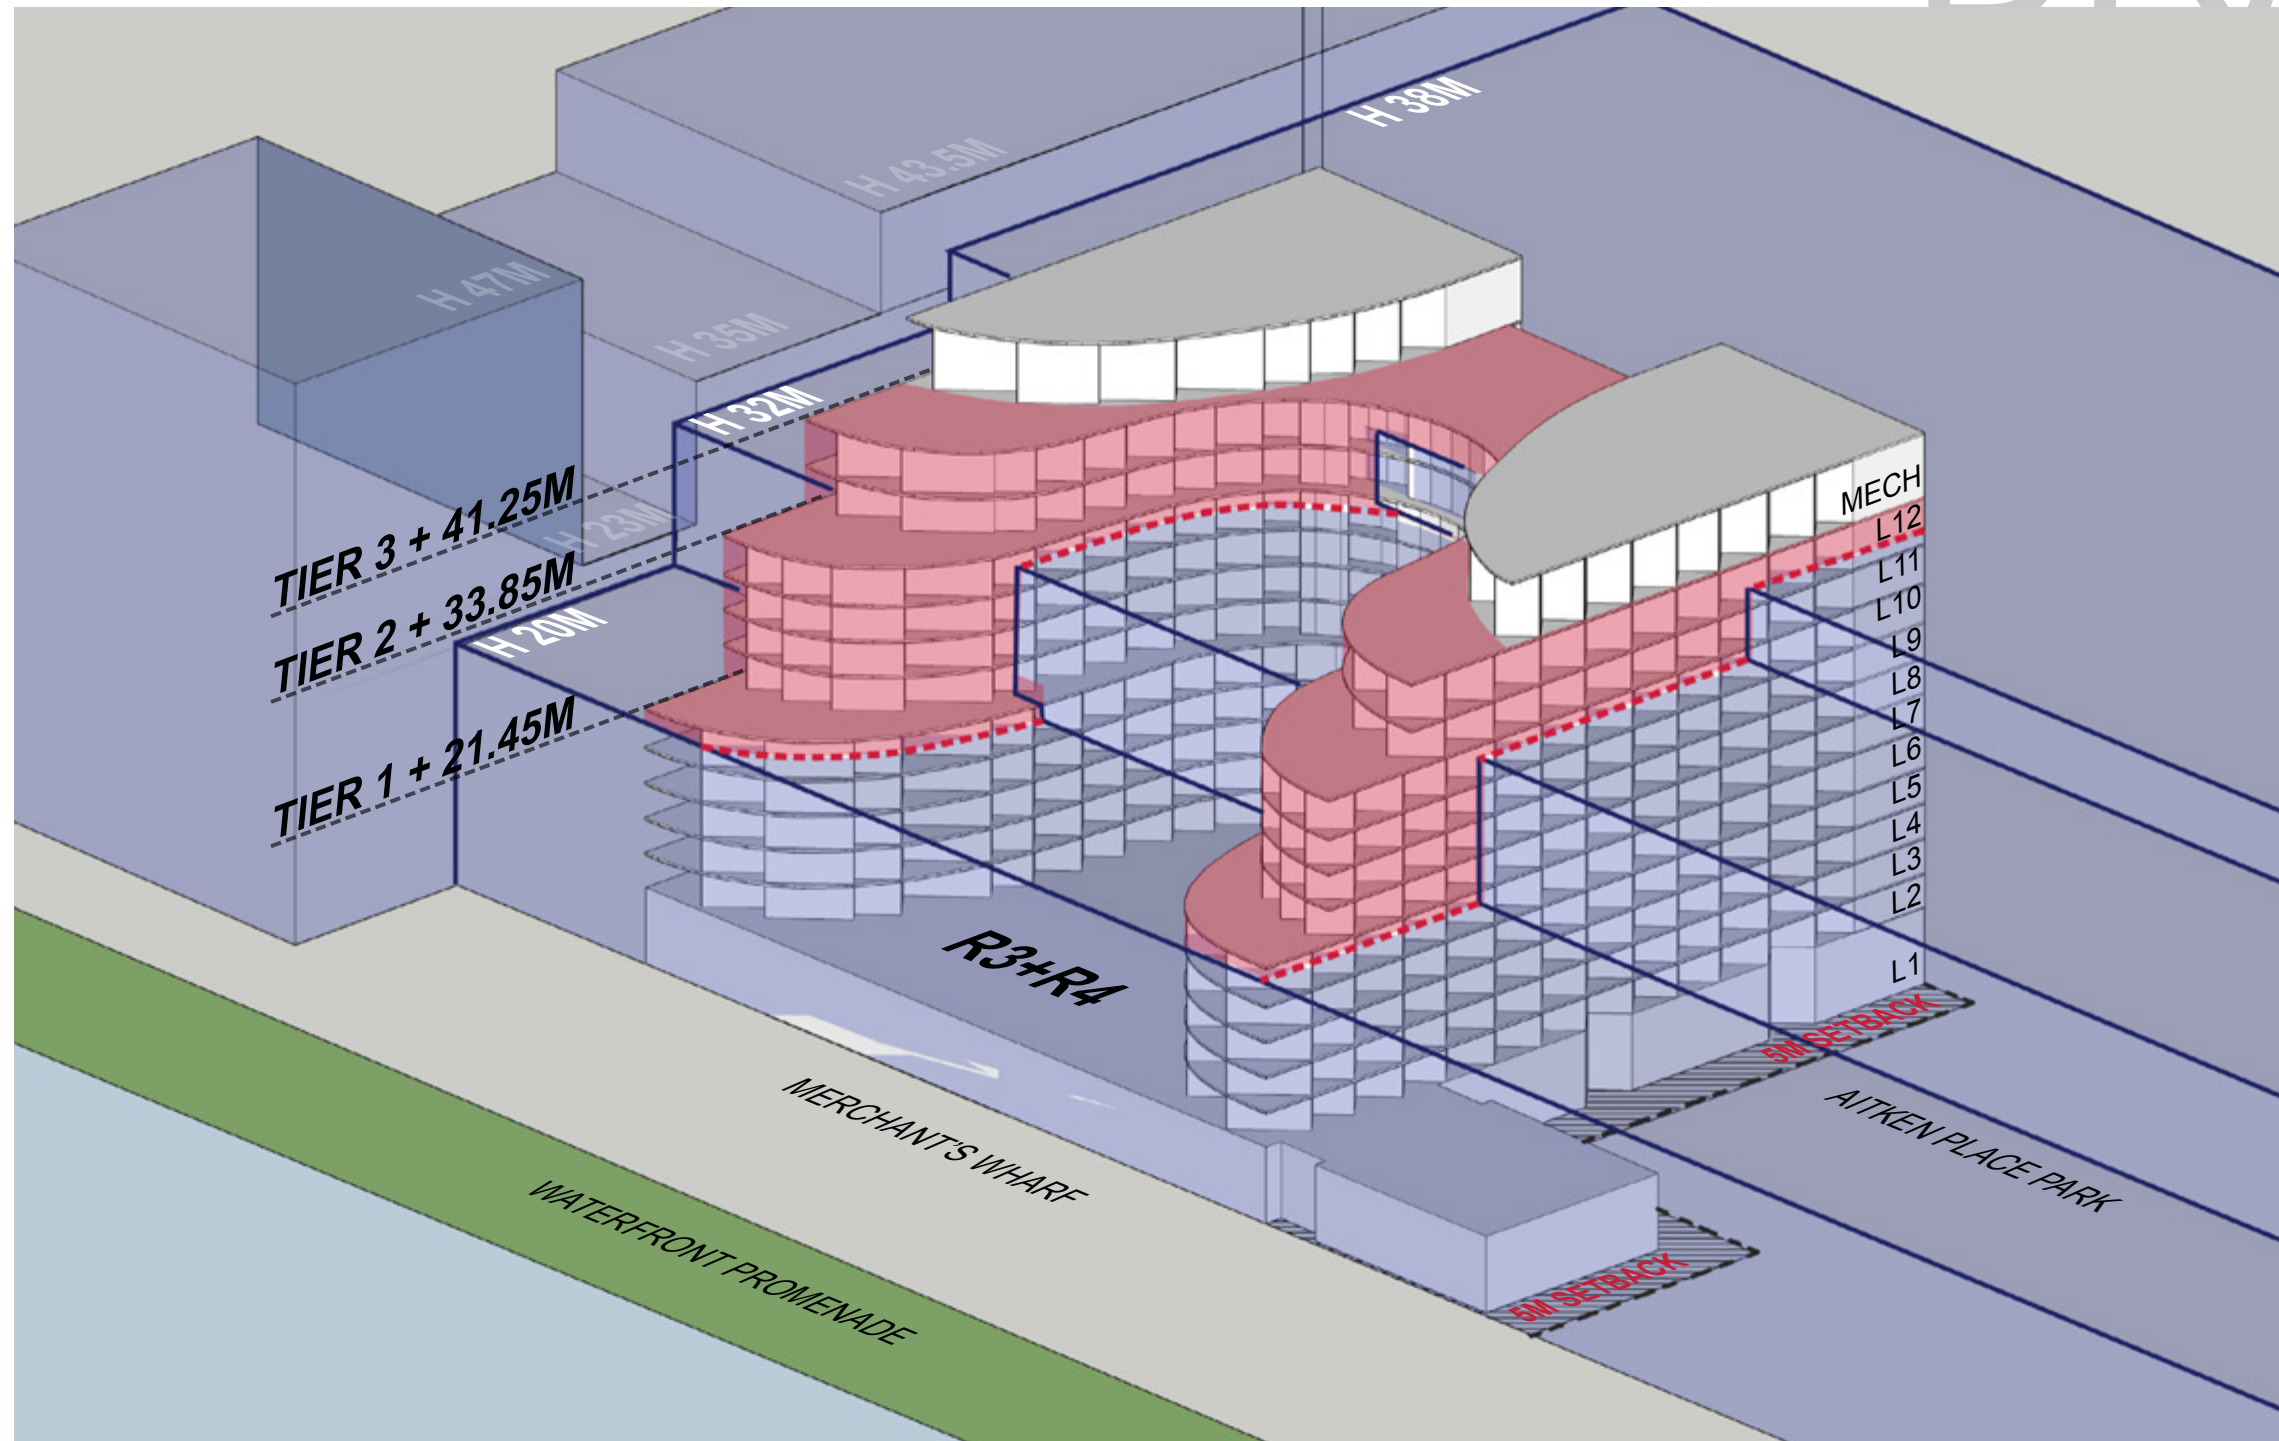 H 38M
H 43.5M
H 47M
H 35M
H 32M
H 23M
H 20M
TIER 3 + 41.25M
TIER 2 + 33.85M
TIER 1 + 21.45M
MECH
L12
L11
L10
L9
L8
L7
L6
L5
L4
L3
L2
L1
R3+R4
5M SETBACK
5M SETBACK
MERCHANT'S WHARF
AITKEN PLACE PARK
WATERFRONT PROMENADE